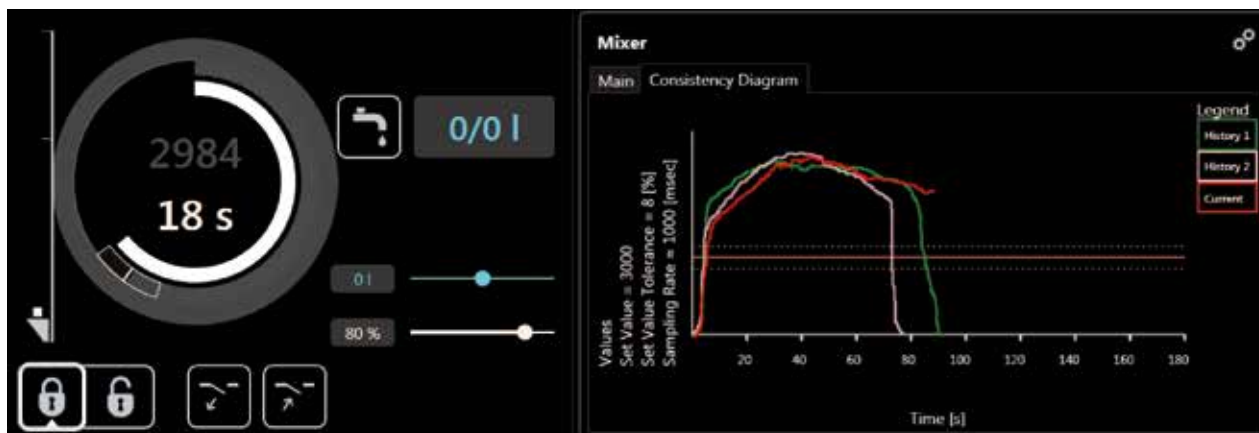 2984
18 s
0/0 l
0 l
80 %
Mixer
Main
Consistency Diagram
Values
Set Value = 3000
Set Value Tolerance = 8 [%]
Sampling Rate = 1000 [msec]
Legend
History 1
History 2
Current
20 40 60 80 100 120 140 160 180
Time [s]